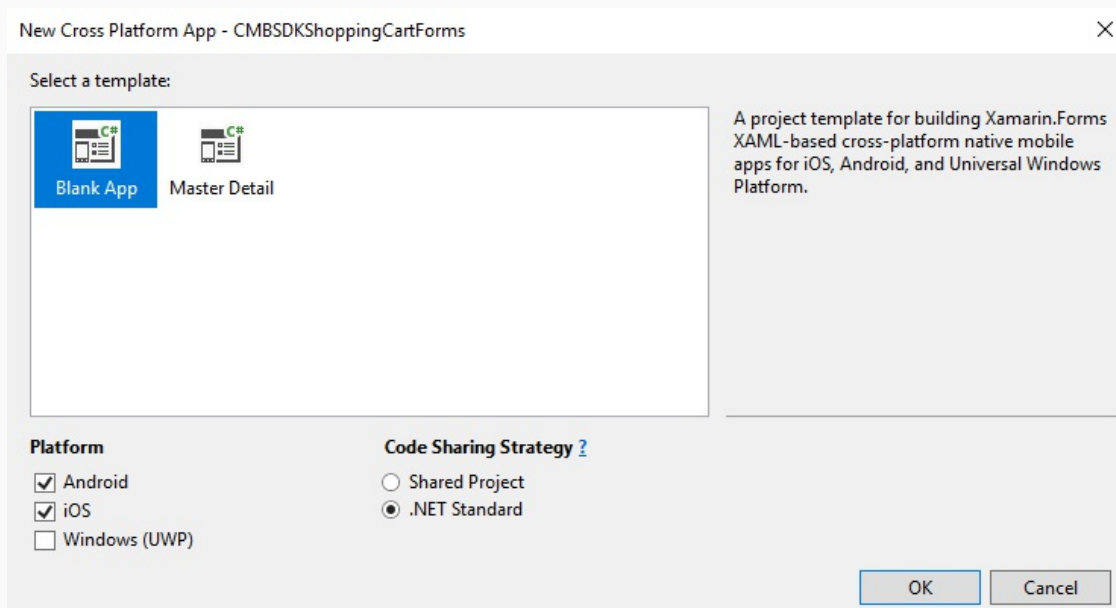 New Cross Platform App - CMBSDKShoppingCartForms
Select a template:
C#
Blank App
C#
Master Detail
A project template for building Xamarin.Forms
XAML-based cross-platform native mobile
apps for iOS, Android, and Universal Windows
Platform.
Platform
Android
iOS
Windows (UWP)
Code Sharing Strategy ?
Shared Project
.NET Standard
OK
Cancel